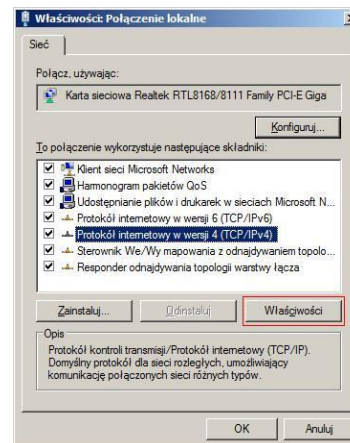 Właściwości: Połączenie lokalne
Sieć
Połącz, używając:
Karta sieciowa Realtek RTL8168/8111 Family PCI-E Giga
Konfiguruj...
To połączenie wykorzystuje następujące składniki:
Klient sieci Microsoft Networks
Harmonogram pakietów QoS
Udostępnianie plików i drukarek w sieciach Microsoft N...
Protokół internetowy w wersji 6 (TCP/IPv6)
Protokół internetowy w wersji 4 (TCP/IPv4)
Sterownik We/Wy mapowania z odnajdywaniem topolo...
Responder odnajdywania topologii warstwy łącza
Zainstaluj... Odinstaluj Właściwości
Opis
Protokół kontroli transmisji/Protokół internetowy (TCP/IP).
Domyślny protokół dla sieci rozległych, umożliwiający
komunikację połączonych sieci różnych typów.
OK Anuluj